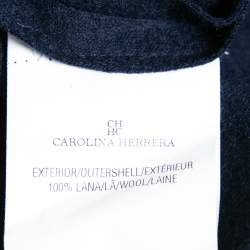 CH
HC
CAROLINA HERRERA
EXTERIOR/OUTERSHELL/EXTÉRIEUR
100% LANA/LÃ/WOOL/LAINE